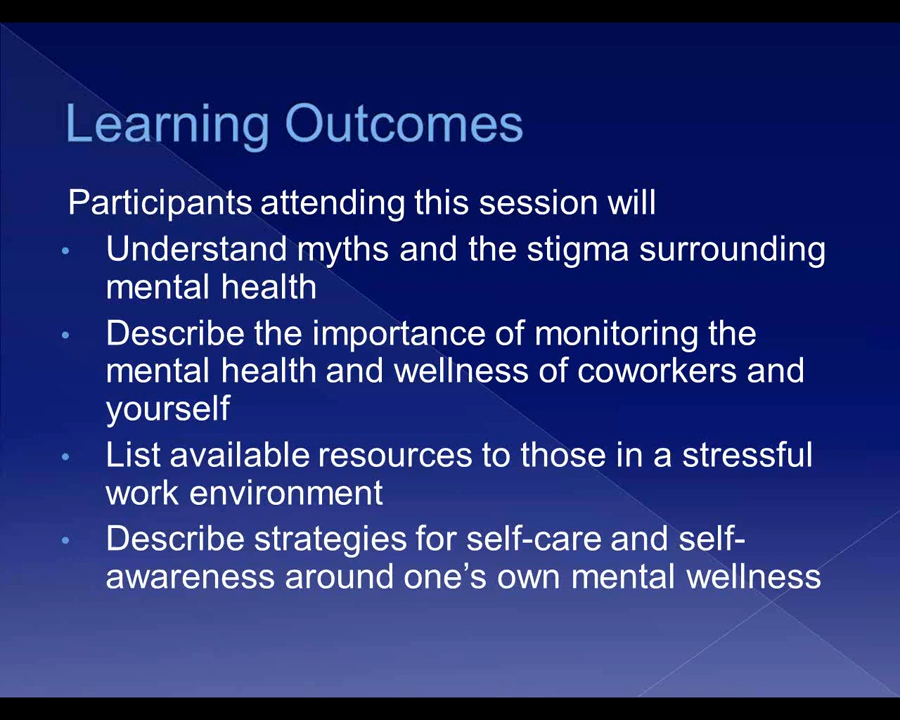 Learning Outcomes
Participants attending this session will
• Understand myths and the stigma surrounding
mental health
• Describe the importance of monitoring the
mental health and wellness of coworkers and
yourself
• List available resources to those in a stressful
work environment
• Describe strategies for self-care and self-
awareness around one’s own mental wellness